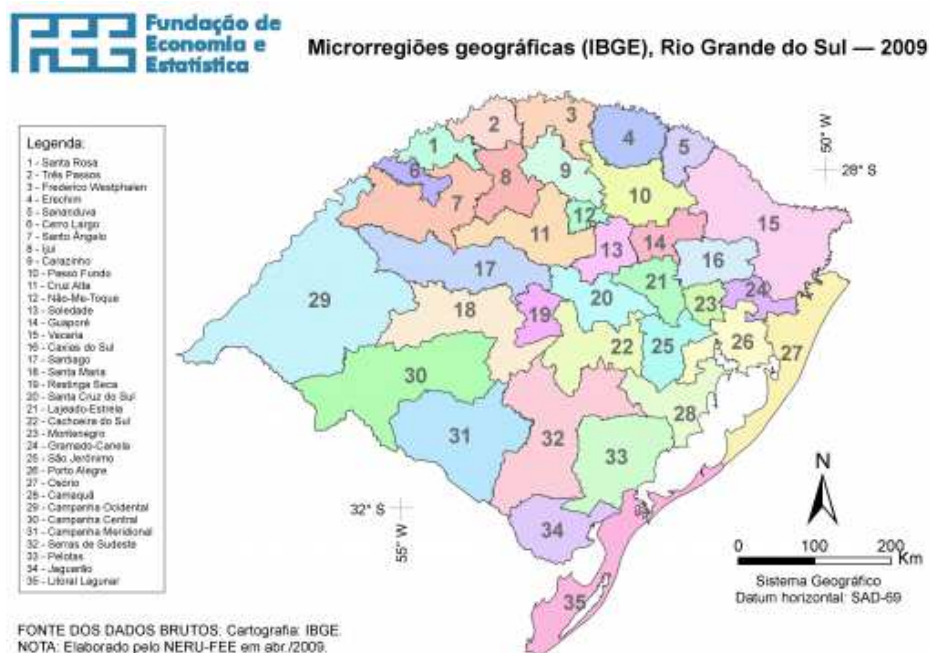 Fundação de
Economia e
Estatística
Microrregiões geográficas (IBGE), Rio Grande do Sul — 2009
Legenda:
1 - Santa Rosa
2 - Três Passos
3 - Frederico Westphalen
4 - Erechim
5 - Sananduva
6 - Cerro Largo
7 - Santo Ângelo
8 - Ijuí
9 - Carazinho
10 - Passo Fundo
11 - Cruz Alta
12 - Não-Me-Toque
13 - Soledade
14 - Guaporé
15 - Vacaria
16 - Caxias do Sul
17 - Santiago
18 - Santa Maria
19 - Restinga Seca
20 - Santa Cruz do Sul
21 - Lajeado-Estrela
22 - Cachoeira do Sul
23 - Montenegro
24 - Gramado-Canela
25 - São Jerônimo
26 - Porto Alegre
27 - Osório
28 - Camaquã
29 - Campanha Ocidental
30 - Campanha Central
31 - Campanha Meridional
32 - Serras de Sudeste
33 - Pelotas
34 - Jaguarão
35 - Litoral Lagunar
50° W
28° S
1
2
3
4
5
6
7
8
9
10
11
12
13
14
15
16
17
18
19
20
21
22
23
24
25
26
27
28
29
30
31
32
33
34
35
32° S
55° W
N
0 100 200
Km
Sistema Geográfico
Datum horizontal: SAD-69
FONTE DOS DADOS BRUTOS: Cartografia: IBGE.
NOTA: Elaborado pelo NERU-FEE em abr./2009.